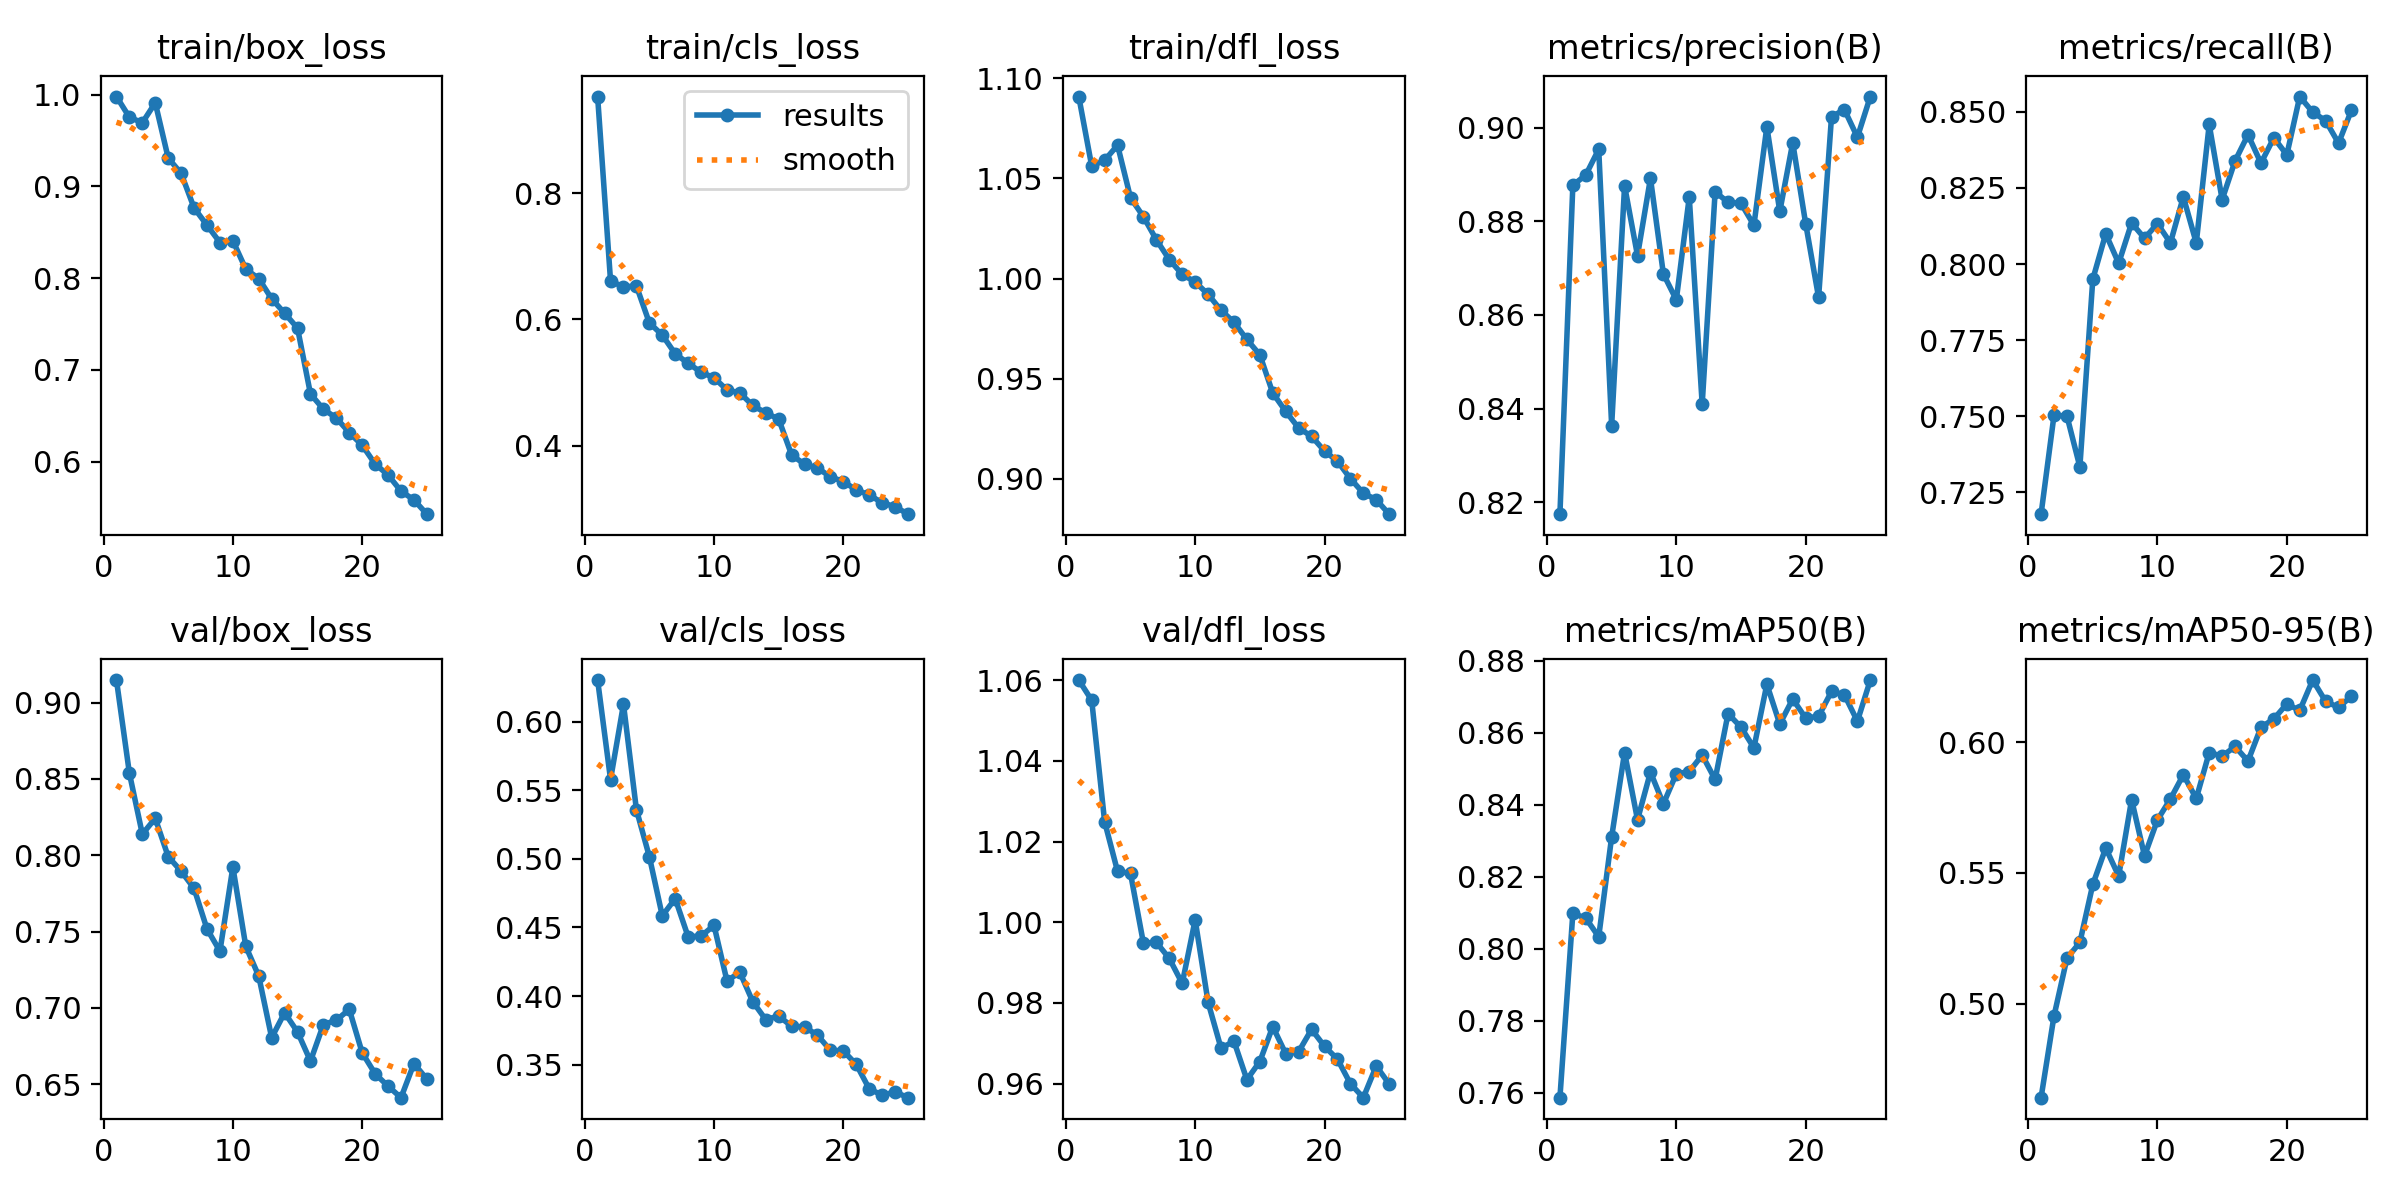 train/box_loss
1.0
0.9
0.8
0.7
0.6
0 10 20
train/cls_loss
results
smooth
0.8
0.6
0.4
0 10 20
train/dfl_loss
1.10
1.05
1.00
0.95
0.90
0 10 20
metrics/precision(B)
0.90
0.88
0.86
0.84
0.82
0 10 20
metrics/recall(B)
0.850
0.825
0.800
0.775
0.750
0.725
0 10 20
val/box_loss
0.90
0.85
0.80
0.75
0.70
0.65
0 10 20
val/cls_loss
0.60
0.55
0.50
0.45
0.40
0.35
0 10 20
val/dfl_loss
1.06
1.04
1.02
1.00
0.98
0.96
0 10 20
metrics/mAP50(B)
0.88
0.86
0.84
0.82
0.80
0.78
0.76
0 10 20
metrics/mAP50-95(B)
0.60
0.55
0.50
0 10 20